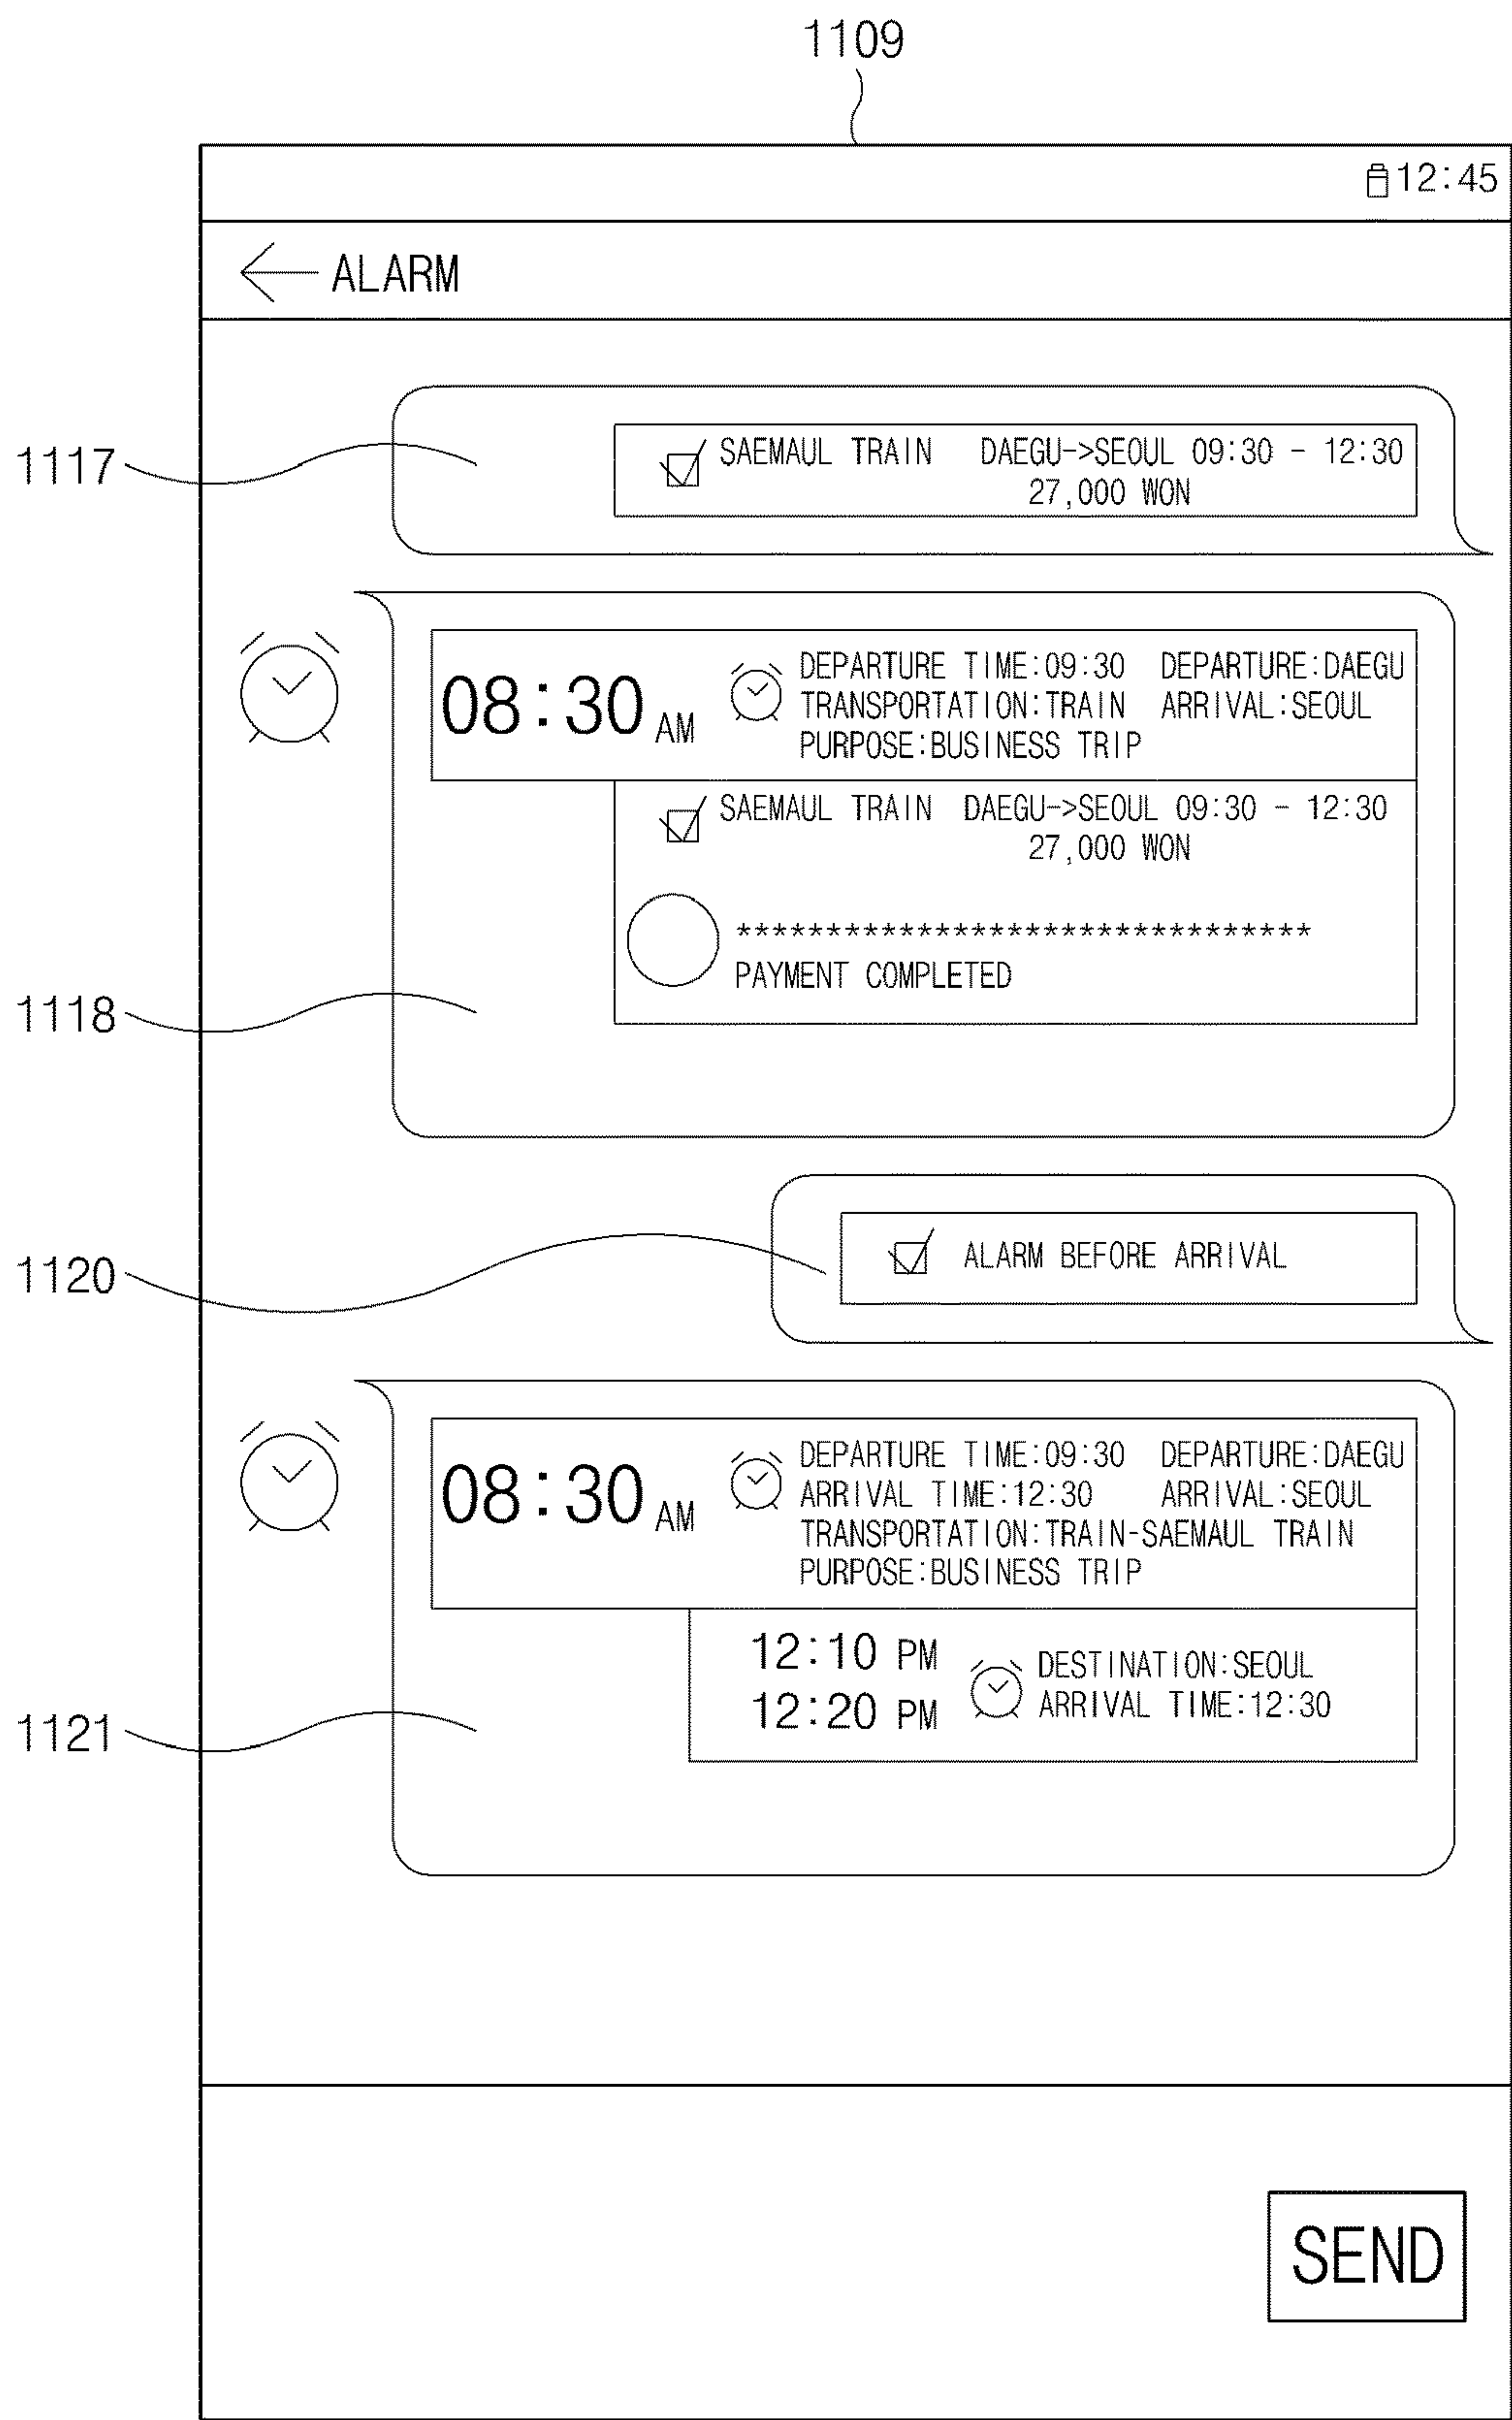 1109
12:45
ALARM
1117
SAEMAUL TRAIN DAEGU->SEOUL 09:30 - 12:30
27,000 WON
08:30 AM
DEPARTURE TIME:09:30 DEPARTURE:DAEGU
TRANSPORTATION:TRAIN ARRIVAL:SEOUL
PURPOSE:BUSINESS TRIP
SAEMAUL TRAIN DAEGU->SEOUL 09:30 - 12:30
27,000 WON
********************************
PAYMENT COMPLETED
1118
1120
ALARM BEFORE ARRIVAL
08:30 AM
DEPARTURE TIME:09:30 DEPARTURE:DAEGU
ARRIVAL TIME:12:30 ARRIVAL:SEOUL
TRANSPORTATION:TRAIN-SAEMAUL TRAIN
PURPOSE:BUSINESS TRIP
12:10 PM
12:20 PM
DESTINATION:SEOUL
ARRIVAL TIME:12:30
1121
SEND